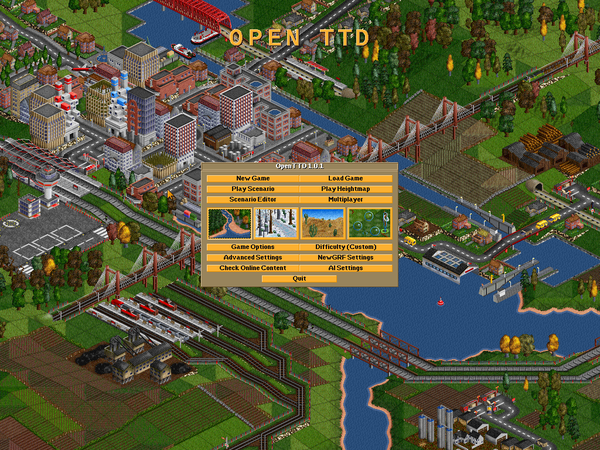 OPEN TTD
OpenTTD 1.0.1
New Game Load Game
Play Scenario Play Heightmap
Scenario Editor Multiplayer
Game Options Difficulty (Custom)
Advanced Settings NewGRF Settings
Check Online Content AI Settings
Quit